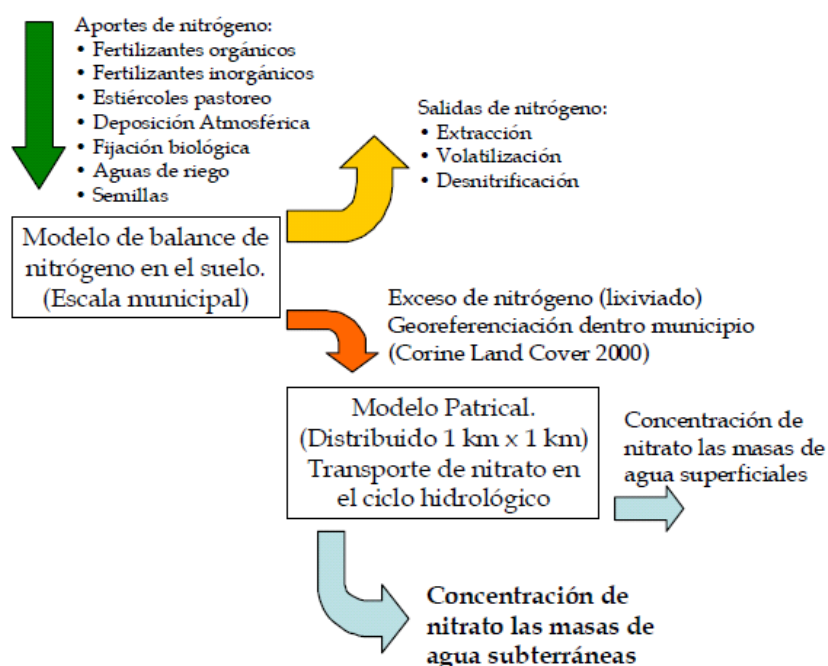 Aportes de nitrógeno:
• Fertilizantes orgánicos
• Fertilizantes inorgánicos
• Estiércoles pastoreo
• Deposición Atmosférica
• Fijación biológica
• Aguas de riego
• Semillas
Salidas de nitrógeno:
• Extracción
• Volatilización
• Desnitrificación
Modelo de balance de
nitrógeno en el suelo.
(Escala municipal)
Exceso de nitrógeno (lixiviado)
Georeferenciación dentro municipio
(Corine Land Cover 2000)
Modelo Patrical.
(Distribuido 1 km x 1 km)
Transporte de nitrato en
el ciclo hidrológico
Concentración de
nitrato las masas de
agua superficiales
Concentración de
nitrato las masas de
agua subterráneas